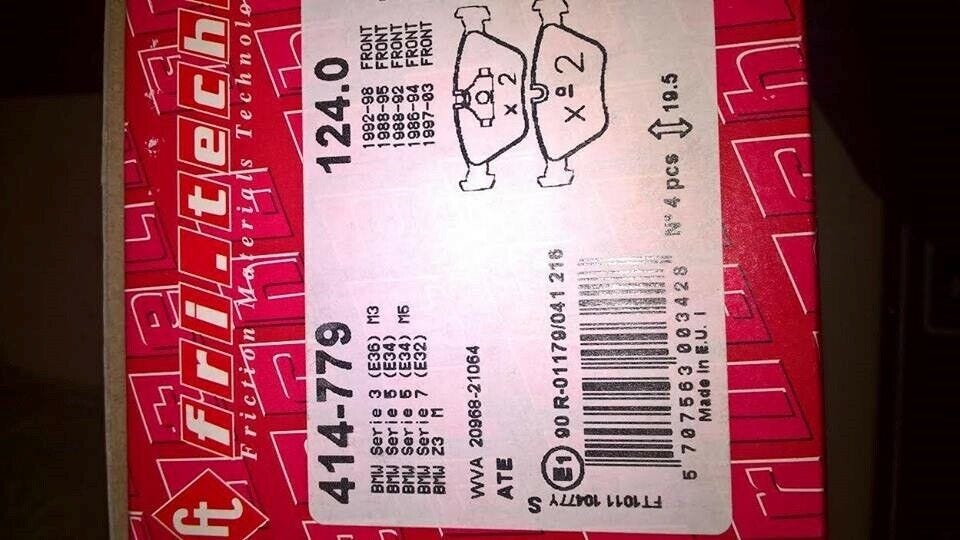 ft fri.tech
Friction Materials Technolo
414-779 124.0
BMW Serie 3 (E36) M3 1992-98 FRONT
BMW Serie 5 (E34) 1988-95 FRONT
BMW Serie 5 (E34) M5 1988-92 FRONT
BMW Serie 7 (E32) 1986-94 FRONT
BMW Z3 M 1997-03 FRONT
x 2
x 2
WVA 20968-21064
ATE
E1 90 R-01179/041 216
N° 4 pcs 19.5
S
5 707563 003428
Made in E.U. I
FT1011 10477Y